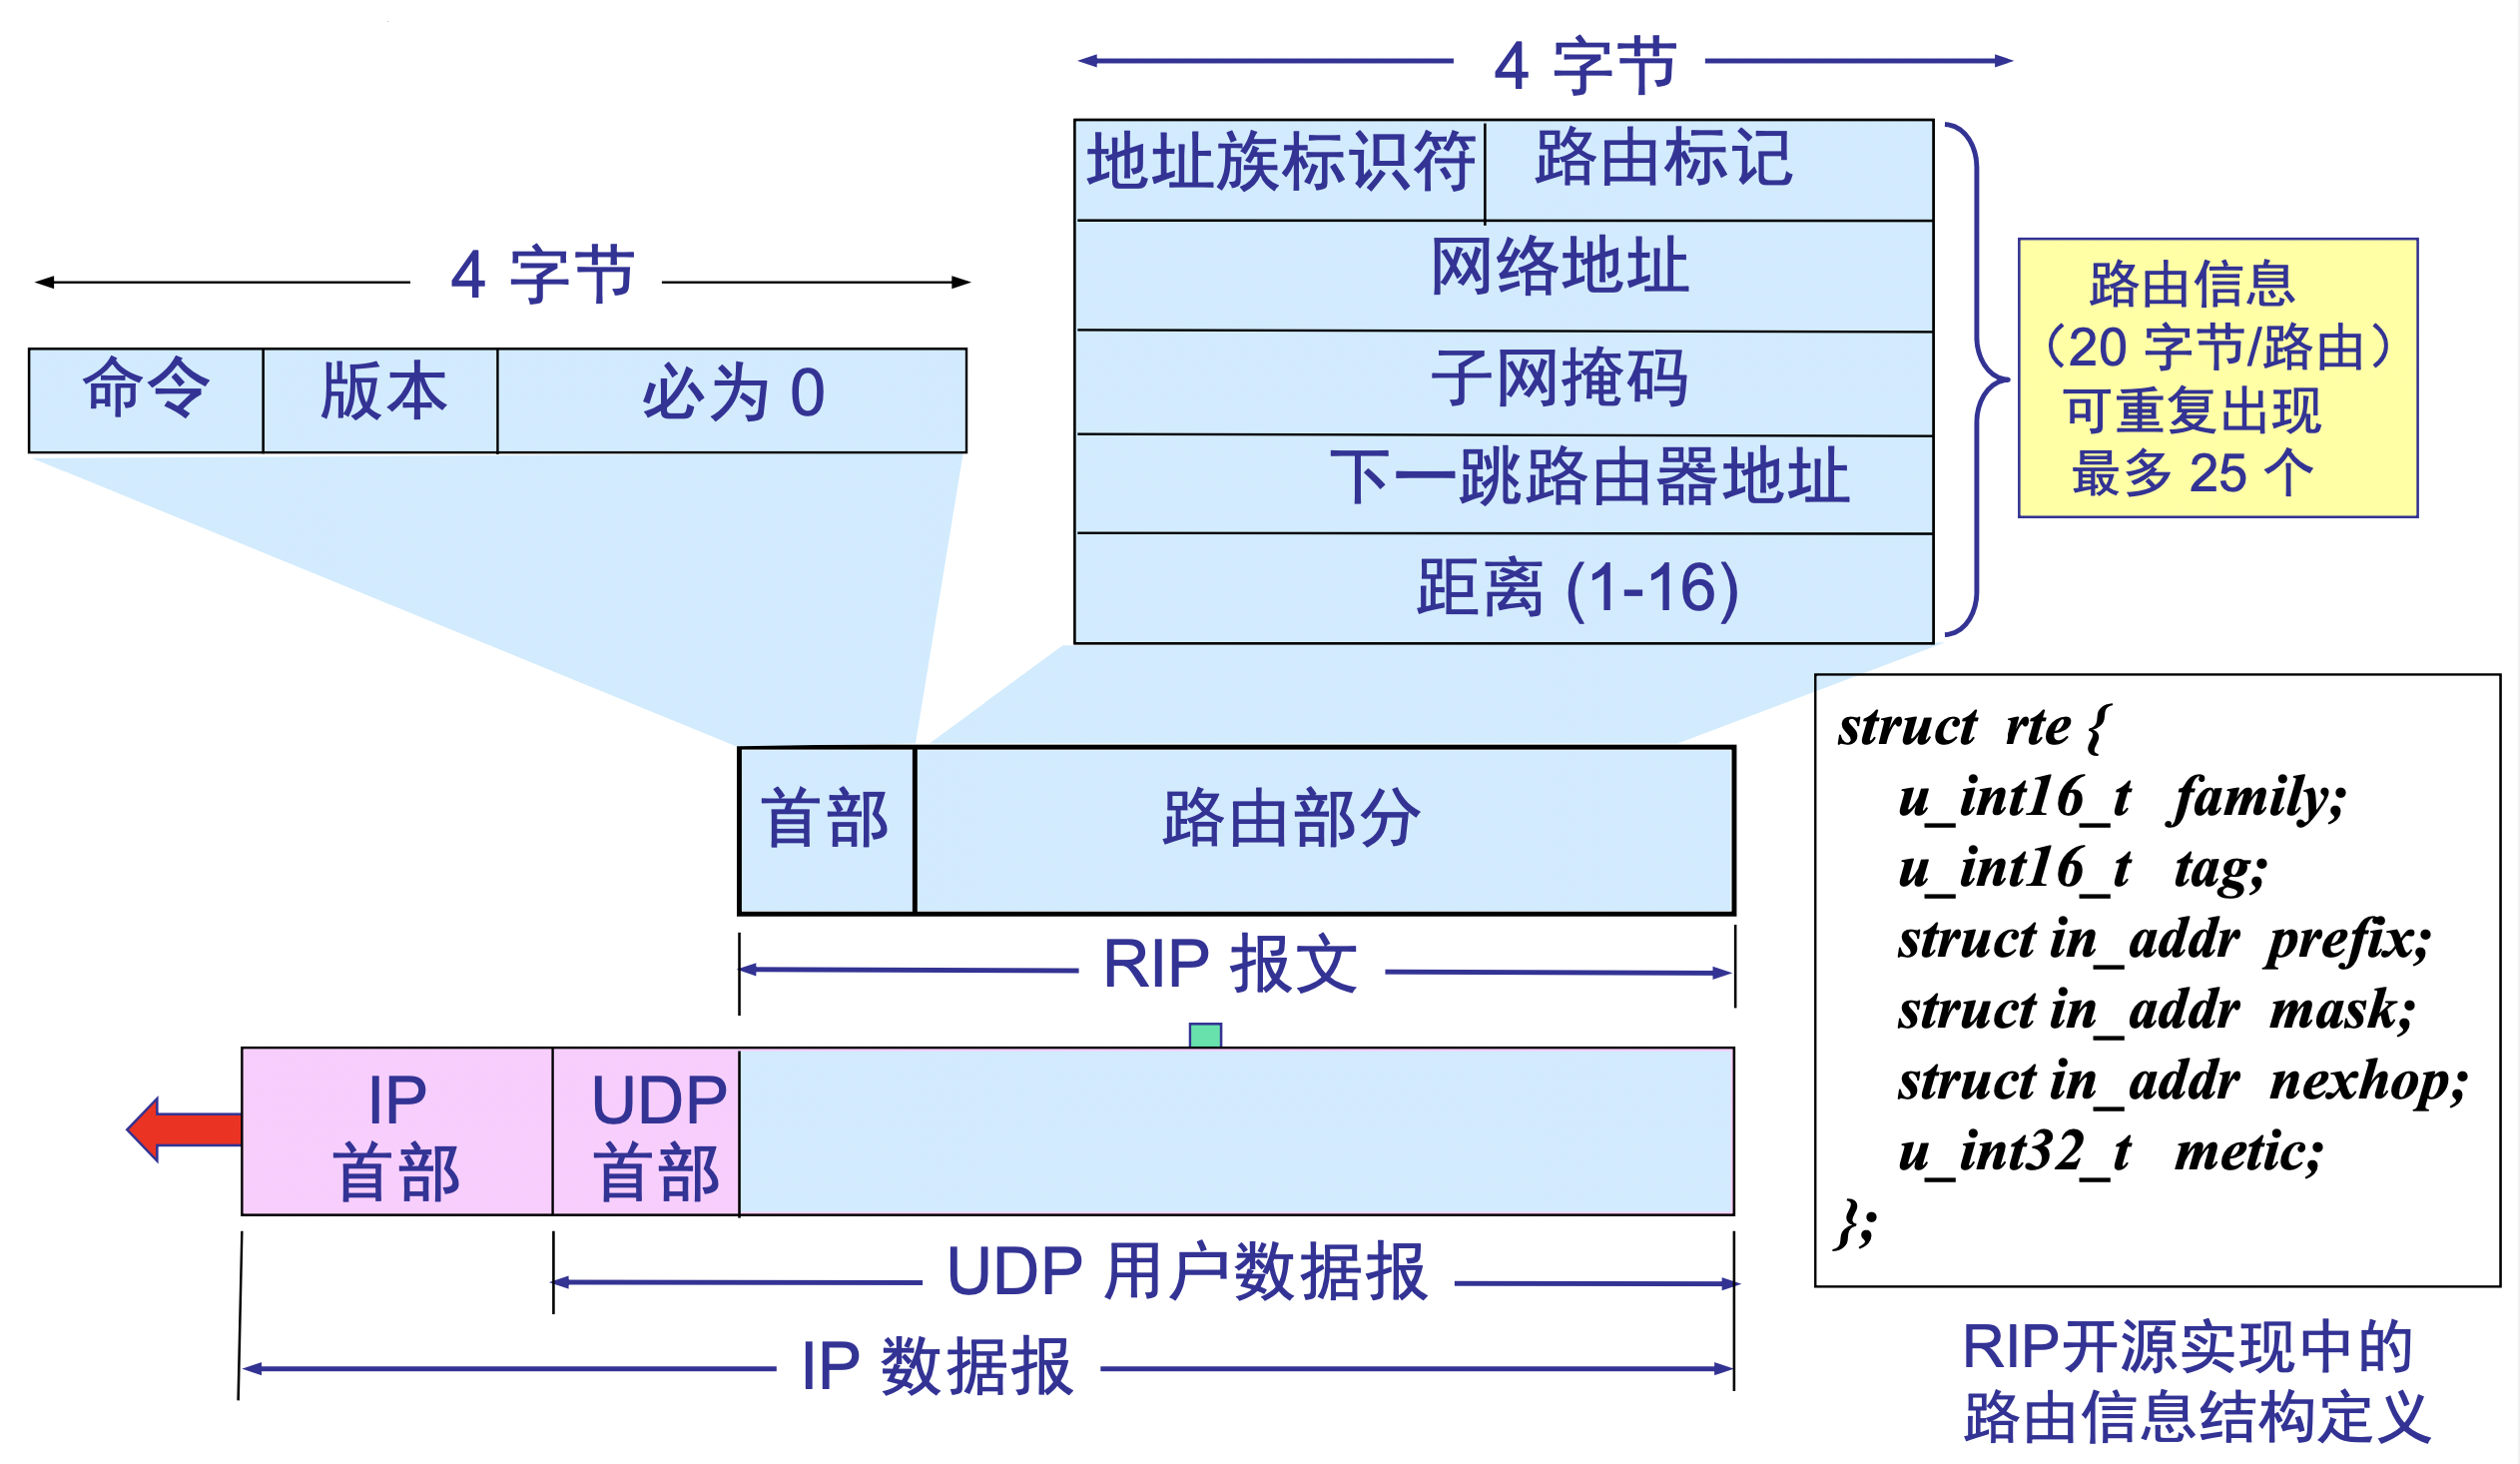 4 字节
地址族标识符 路由标记
网络地址
子网掩码
下一跳路由器地址
距离 (1-16)
路由信息
（20 字节/路由）
可重复出现
最多 25 个
4 字节
命令 版本 必为 0
首部 路由部分
RIP 报文
IP
首部
UDP
首部
UDP 用户数据报
IP 数据报
struct rte {
u_int16_t family;
u_int16_t tag;
struct in_addr prefix;
struct in_addr mask;
struct in_addr nexhop;
u_int32_t metic;
};
RIP开源实现中的
路由信息结构定义